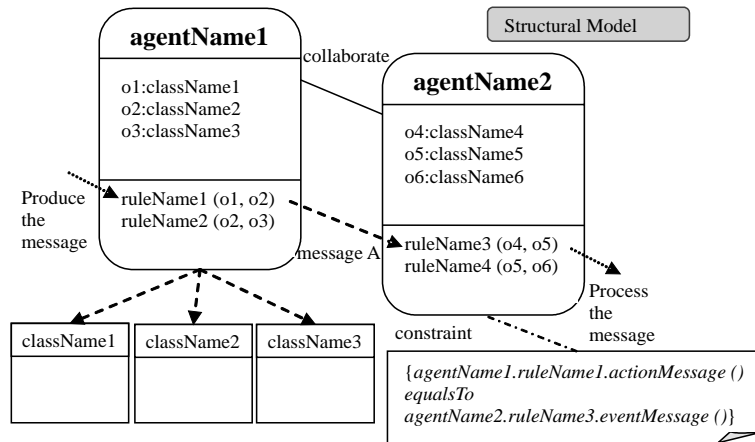 Structural Model
agentName1
collaborate
agentName2
o1:className1
o2:className2
o3:className3
o4:className4
o5:className5
o6:className6
Produce
the
message
ruleName1 (o1, o2)
ruleName2 (o2, o3)
message A
ruleName3 (o4, o5)
ruleName4 (o5, o6)
Process
the
message
className1
className2
className3
constraint
{agentName1.ruleName1.actionMessage ()
equalsTo
agentName2.ruleName3.eventMessage ()}